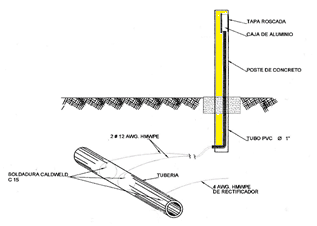 TAPA ROSCADA
CAJA DE ALUMINIO
POSTE DE CONCRETO
TUBO PVC Ø 1"
2 # 12 AWG. HMWPE
SOLDADURA CALDWELD
C 15
TUBERIA
4 AWG. HMWPE
DE RECTIFICADOR